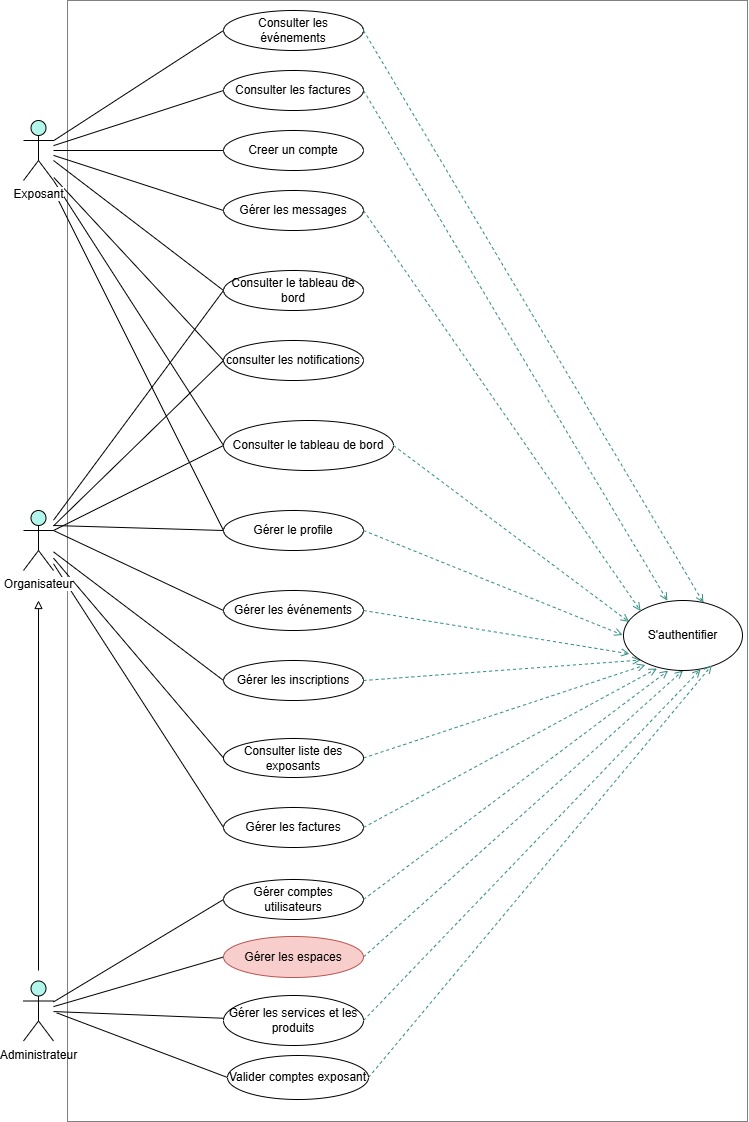 Consulter les
événements
Consulter les factures
Creer un compte
Exposant
Gérer les messages
Consulter le tableau de
bord
consulter les notifications
Consulter le tableau de bord
Gérer le profile
Organisateur
Gérer les événements
S'authentifier
Gérer les inscriptions
Consulter liste des
exposants
Gérer les factures
Gérer comptes
utilisateurs
Gérer les espaces
Gérer les services et les
produits
Administrateur
Valider comptes exposant